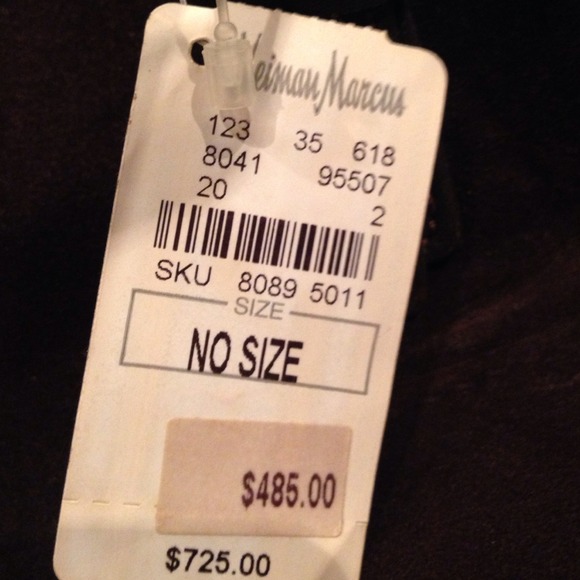 Neiman Marcus
123 35 618
8041 95507
20 2
SKU 8089 5011
SIZE
NO SIZE
$485.00
$725.00